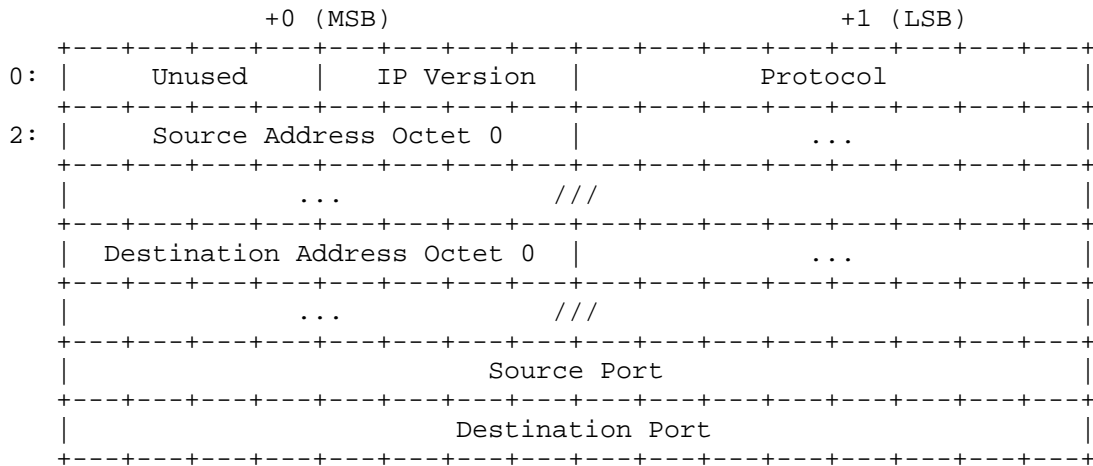 +0 (MSB) +1 (LSB)
+---+---+---+---+---+---+---+---+---+---+---+---+---+---+---+---+
0: | Unused | IP Version | Protocol |
+---+---+---+---+---+---+---+---+---+---+---+---+---+---+---+---+
2: | Source Address Octet 0 | ... |
+---+---+---+---+---+---+---+---+---+---+---+---+---+---+---+---+
| ... /// |
+---+---+---+---+---+---+---+---+---+---+---+---+---+---+---+---+
| Destination Address Octet 0 | ... |
+---+---+---+---+---+---+---+---+---+---+---+---+---+---+---+---+
| ... /// |
+---+---+---+---+---+---+---+---+---+---+---+---+---+---+---+---+
| Source Port |
+---+---+---+---+---+---+---+---+---+---+---+---+---+---+---+---+
| Destination Port |
+---+---+---+---+---+---+---+---+---+---+---+---+---+---+---+---+